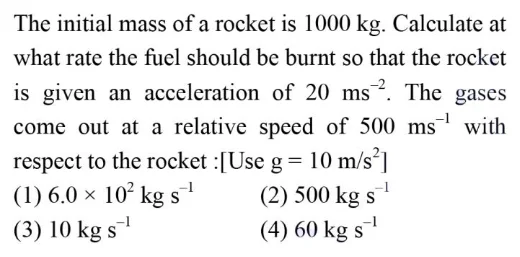 The initial mass of a rocket is 1000 kg. Calculate at
what rate the fuel should be burnt so that the rocket
is given an acceleration of 20 ms⁻². The gases
come out at a relative speed of 500 ms⁻¹ with
respect to the rocket :[Use g = 10 m/s²]
(1) 6.0 × 10² kg s⁻¹ (2) 500 kg s⁻¹
(3) 10 kg s⁻¹ (4) 60 kg s⁻¹